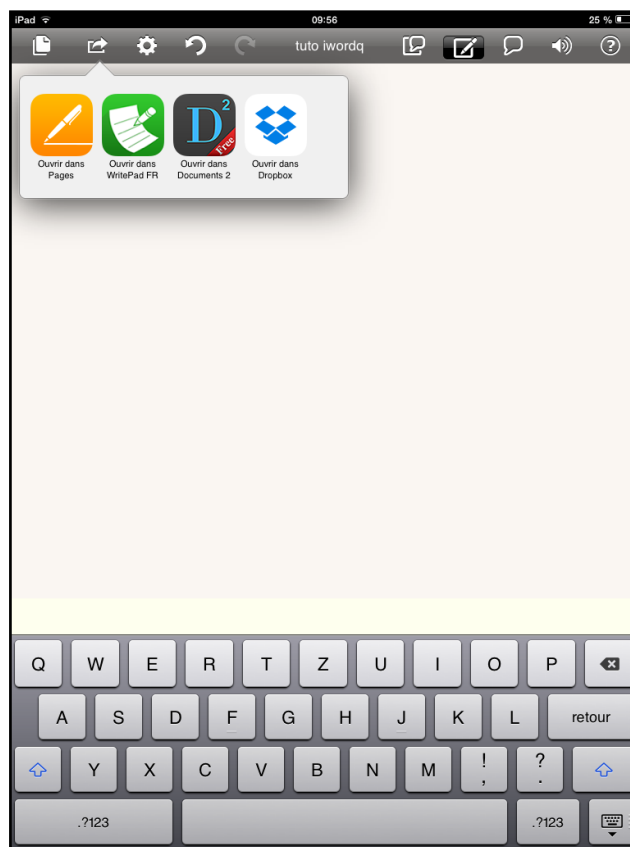 iPad 09:56 25 %
tuto iwordq ?
D2
Free
Ouvrir dans Pages
Ouvrir dans WritePad FR
Ouvrir dans Documents 2
Ouvrir dans Dropbox
Q W E R T Z U I O P
A S D F G H J K L retour
Y X C V B N M ! , ? .
.?123 .?123